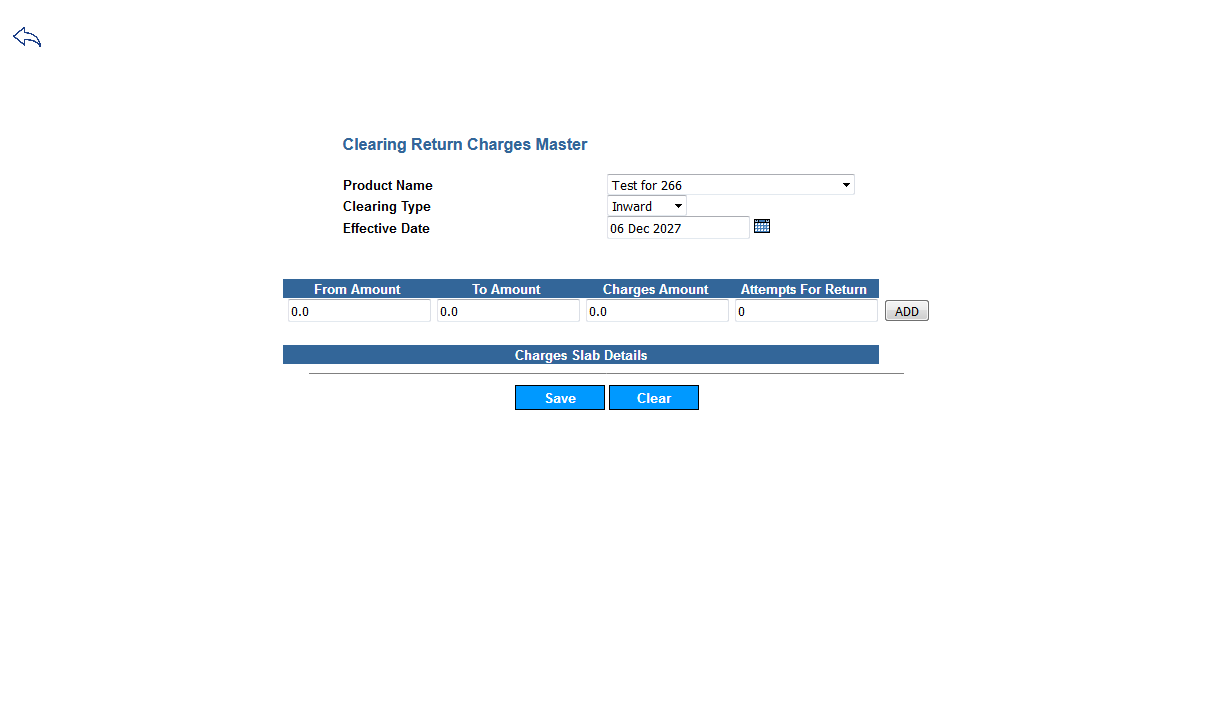 Clearing Return Charges Master
Product Name Test for 266
Clearing Type Inward
Effective Date 06 Dec 2027
From Amount To Amount Charges Amount Attempts For Return
0.0 0.0 0.0 0 ADD
Charges Slab Details
Save Clear